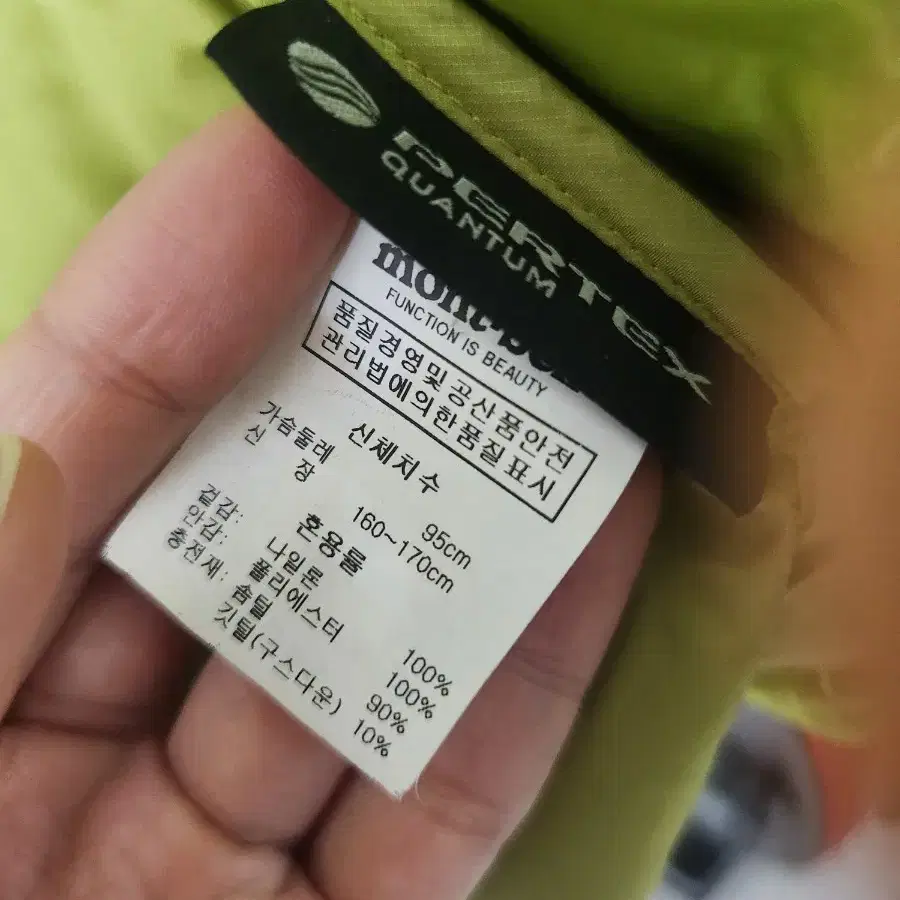 PERTEX
QUANTUM
FUNCTION IS BEAUTY
품질경영및공산품안전
관리법에의한품질표시
신체치수
가슴둘레 95cm
신 장 160~170cm
혼용률
겉감: 나일론 100%
안감: 폴리에스터 100%
충전재: 솜털 90%
깃털(구스다운) 10%